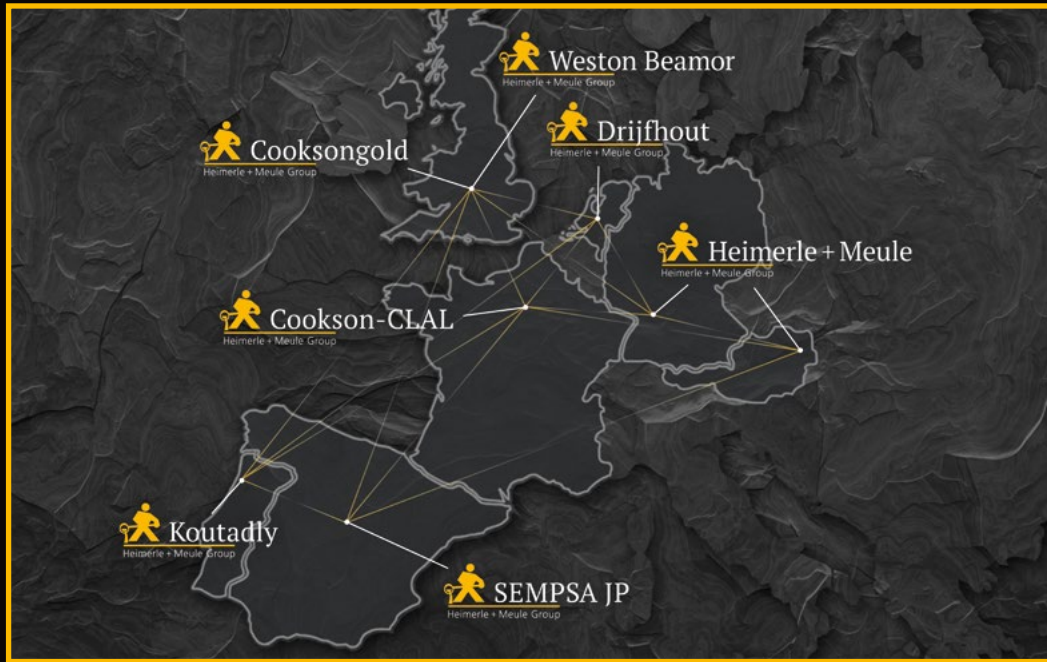 Weston Beamor
Heimerle + Meule Group
Drijfhout
Heimerle + Meule Group
Cooksongold
Heimerle + Meule Group
Heimerle + Meule
Heimerle + Meule Group
Cookson-CLAL
Heimerle + Meule Group
Koutadly
Heimerle + Meule Group
SEMPSA JP
Heimerle + Meule Group